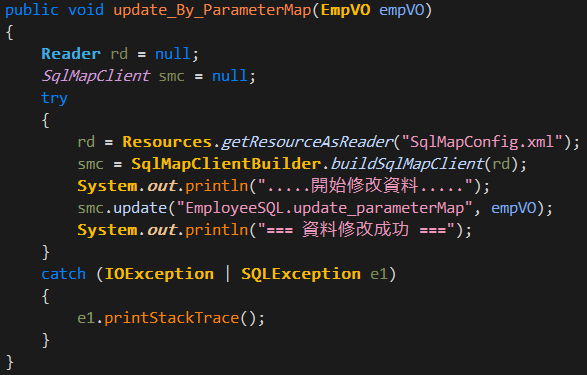 public void update_By_ParameterMap(EmpVO empVO)
{
    Reader rd = null;
    SqlMapClient smc = null;
    try
    {
        rd = Resources.getResourceAsReader("SqlMapConfig.xml");
        smc = SqlMapClientBuilder.buildSqlMapClient(rd);
        System.out.println(".....開始修改資料.....");
        smc.update("EmployeeSQL.update_parameterMap", empVO);
        System.out.println("=== 資料修改成功 ===");
    }
    catch (IOException | SQLException e1)
    {
        e1.printStackTrace();
    }
}